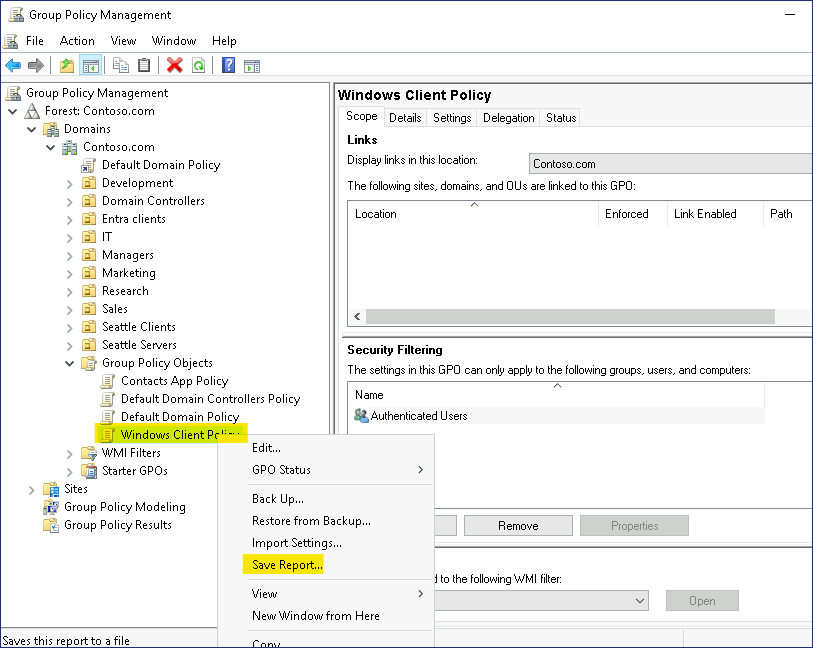 Group Policy Management
File Action View Window Help
Group Policy Management
Forest: Contoso.com
Domains
Contoso.com
Default Domain Policy
Development
Domain Controllers
Entra clients
IT
Managers
Marketing
Research
Sales
Seattle Clients
Seattle Servers
Group Policy Objects
Contacts App Policy
Default Domain Controllers Policy
Default Domain Policy
Windows Client Policy
WMI Filters
Starter GPOs
Sites
Group Policy Modeling
Group Policy Results
Windows Client Policy
Scope Details Settings Delegation Status
Links
Display links in this location: Contoso.com
The following sites, domains, and OUs are linked to this GPO:
Location Enforced Link Enabled Path
Security Filtering
The settings in this GPO can only apply to the following groups, users, and computers:
Name
Authenticated Users
Remove Properties
to the following WMI filter:
Open
Edit...
GPO Status
Back Up...
Restore from Backup...
Import Settings...
Save Report...
View
New Window from Here
Copy
Saves this report to a file